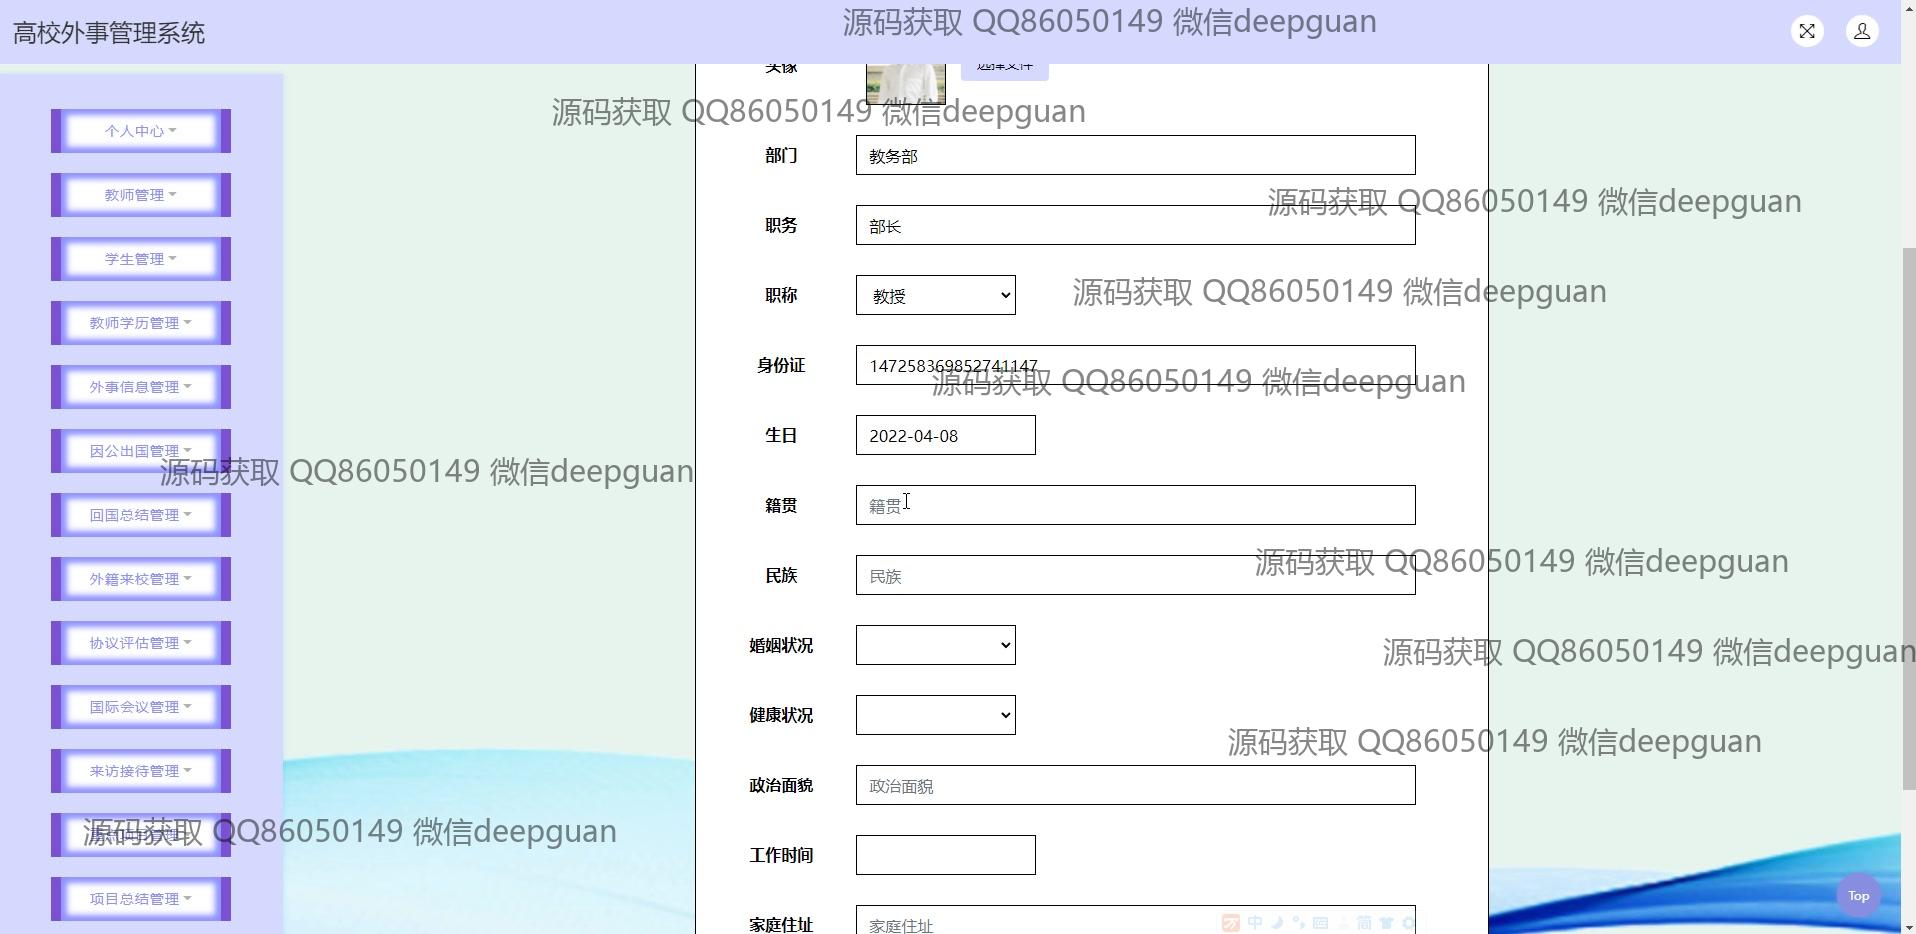 高校外事管理系统
源码获取 QQ86050149 微信deepguan
头像
选择文件
源码获取 QQ86050149 微信deepguan
个人中心
部门
教务部
教师管理
源码获取 QQ86050149 微信deepguan
职务
部长
学生管理
职称
教授
源码获取 QQ86050149 微信deepguan
教师学历管理
身份证
147258369852741147
源码获取 QQ86050149 微信deepguan
外事信息管理
生日
2022-04-08
因公出国管理
源码获取 QQ86050149 微信deepguan
籍贯
籍贯
回国总结管理
源码获取 QQ86050149 微信deepguan
民族
民族
外籍来校管理
婚姻状况
协议评估管理
源码获取 QQ86050149 微信deepguan
健康状况
国际会议管理
源码获取 QQ86050149 微信deepguan
来访接待管理
政治面貌
政治面貌
源码获取 QQ86050149 微信deepguan
工作时间
项目总结管理
Top
家庭住址
家庭住址
中
简